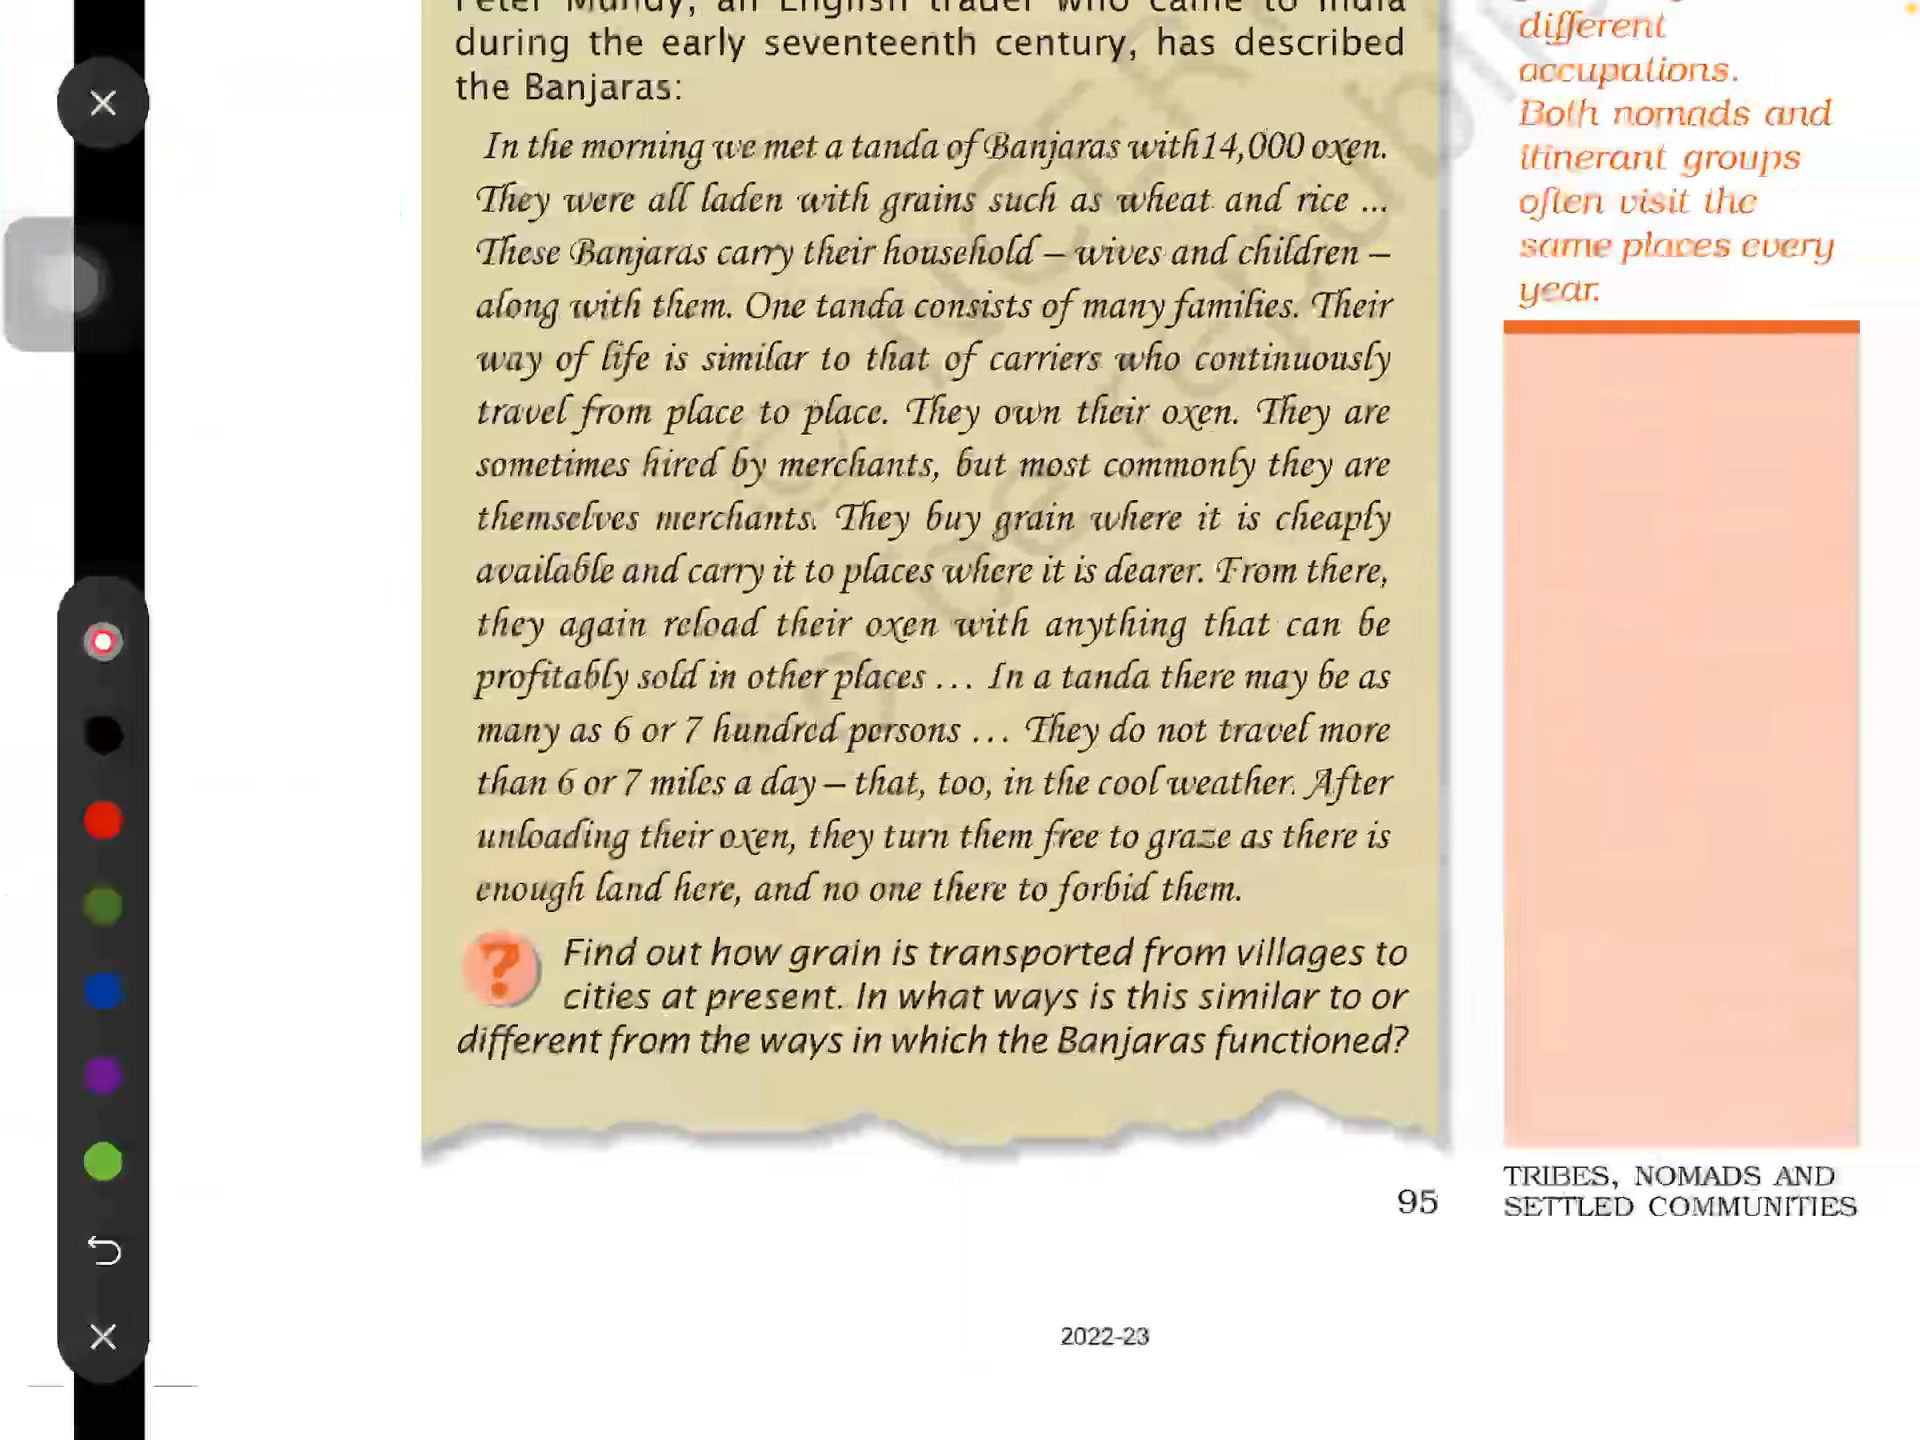 Peter Mundy, an English trader who came to India
during the early seventeenth century, has described
the Banjaras:
In the morning we met a tanda of Banjaras with14,000 oxen.
They were all laden with grains such as wheat and rice ...
These Banjaras carry their household – wives and children –
along with them. One tanda consists of many families. Their
way of life is similar to that of carriers who continuously
travel from place to place. They own their oxen. They are
sometimes hired by merchants, but most commonly they are
themselves merchants. They buy grain where it is cheaply
available and carry it to places where it is dearer. From there,
they again reload their oxen with anything that can be
profitably sold in other places ... In a tanda there may be as
many as 6 or 7 hundred persons ... They do not travel more
than 6 or 7 miles a day – that, too, in the cool weather. After
unloading their oxen, they turn them free to graze as there is
enough land here, and no one there to forbid them.
? Find out how grain is transported from villages to
cities at present. In what ways is this similar to or
different from the ways in which the Banjaras functioned?
different
accupations.
Both nomads and
itinerant groups
often visit the
same places every
year.
95
TRIBES, NOMADS AND
SETTLED COMMUNITIES
2022-23